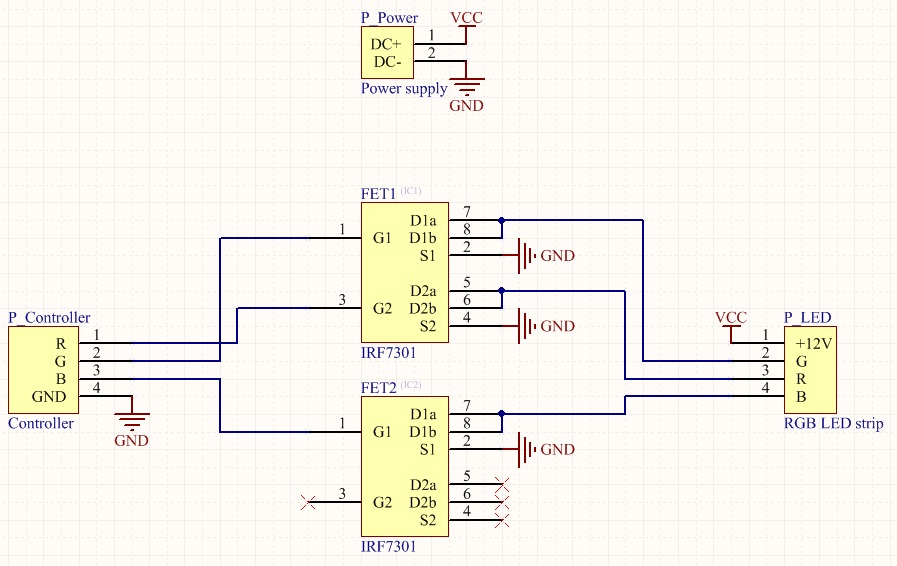 P_Power
VCC
DC+ 1
DC- 2
Power supply
GND
FET1 (IC1)
D1a 7
1 G1 D1b 8
S1 2 GND
D2a 5
3 G2 D2b 6
S2 4 GND
IRF7301
P_Controller
R 1
G 2
B 3
GND 4
Controller
GND
VCC
P_LED
1 +12V
2 G
3 R
4 B
RGB LED strip
FET2 (IC2)
D1a 7
1 G1 D1b 8
S1 2 GND
D2a 5
3 G2 D2b 6
S2 4
IRF7301